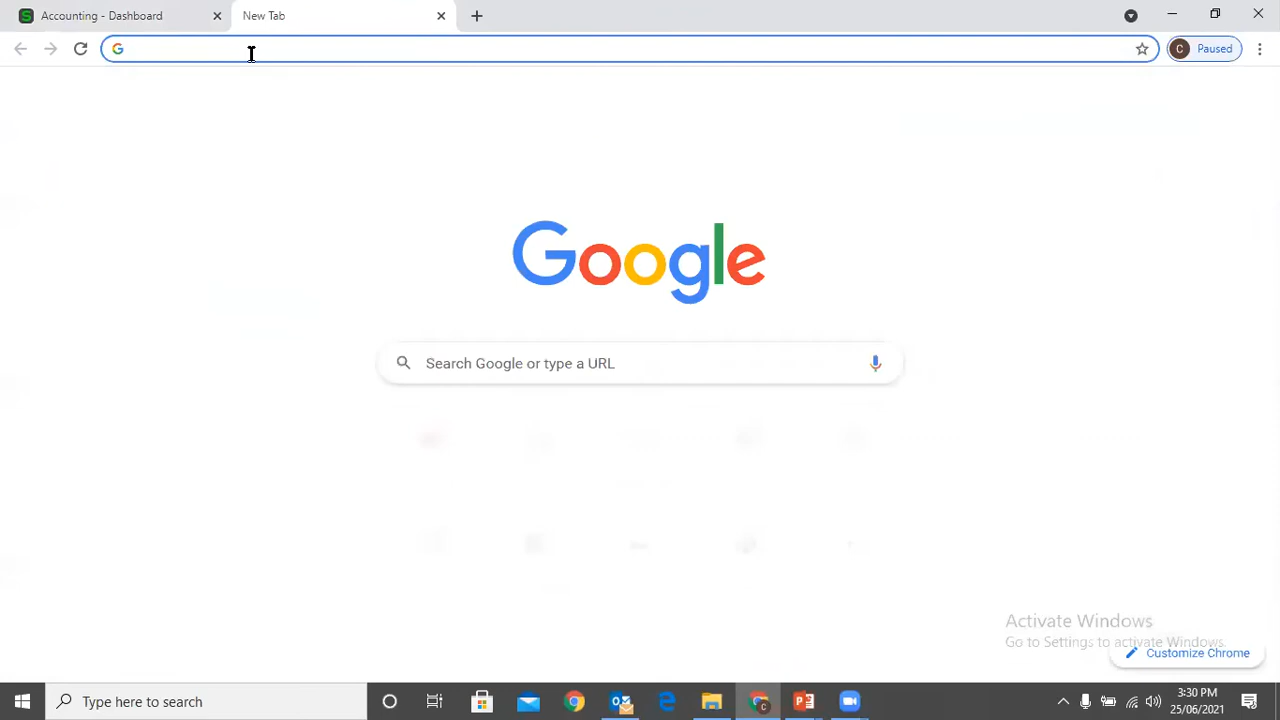 Accounting - Dashboard
New Tab
C Paused
Google
Search Google or type a URL
Activate Windows
Go to Settings to activate Windows.
Customize Chrome
Type here to search
3:30 PM
25/06/2021